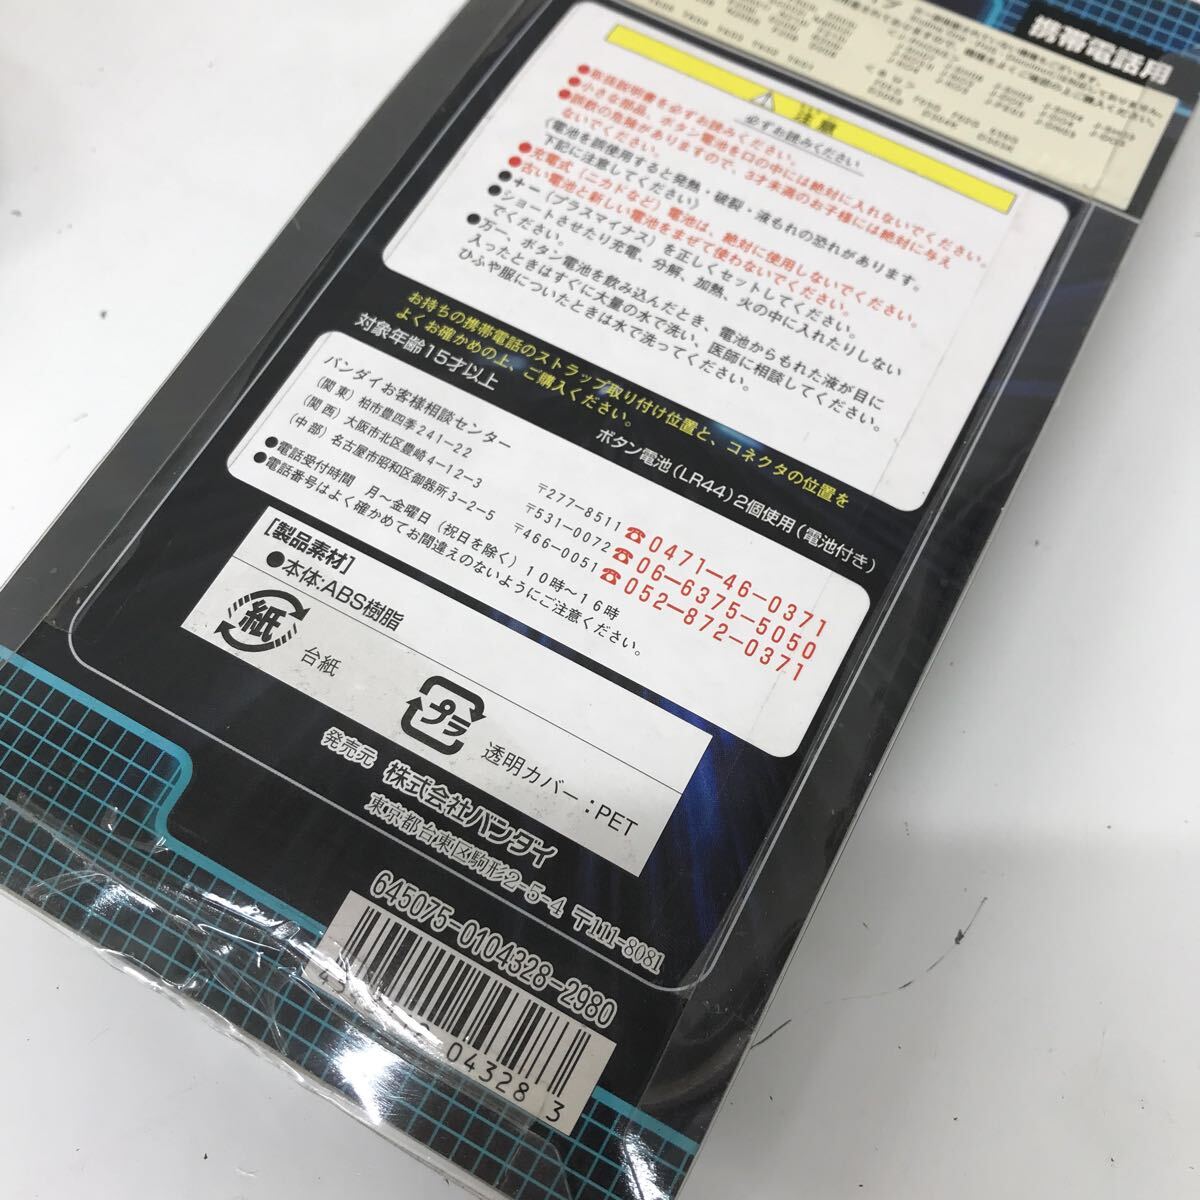 携帯電話用
注意
必ずお読みください
●取扱説明書を必ずお読みください。
●小さな部品、ボタン電池を口の中には絶対に入れないでください。
誤飲の危険がありますので、3才未満のお子様には絶対に与え
ないでください。
(電池を誤使用すると発熱・破裂・液もれの恐れがあります。
下記に注意してください)
●充電式(ニカドなど)電池は、絶対に使用しないでください。
●古い電池と新しい電池をまぜて使わないでください。
●+−(プラスマイナス)を正しくセットしてください。
●ショートさせたり充電、分解、加熱、火の中に入れたりしない
でください。
●万一、ボタン電池を飲み込んだとき、電池からもれた液が目に
入ったときはすぐに大量の水で洗い、医師に相談してください。
ひふや服についたときは水で洗ってください。
お持ちの携帯電話のストラップ取り付け位置と、コネクタの位置を
よくお確かめの上、ご購入ください。
対象年齢15才以上
ボタン電池(LR44)2個使用(電池付き)
バンダイお客様相談センター
(関東) 柏市豊四季241-22 〒277-8511 ☎0471-46-0371
(関西) 大阪市北区豊崎4-12-3 〒531-0072 ☎06-6375-5050
(中部) 名古屋市昭和区御器所3-2-5 〒466-0051 ☎052-872-0371
●電話受付時間 月〜金曜日(祝日を除く)10時〜16時
●電話番号はよく確かめてお間違えのないようにご注意ください。
[製品素材]
●本体:ABS樹脂
紙
台紙
プラ
透明カバー:PET
発売元 株式会社バンダイ
東京都台東区駒形2-5-4 〒111-8081
645075-0104328-2980
04328 3